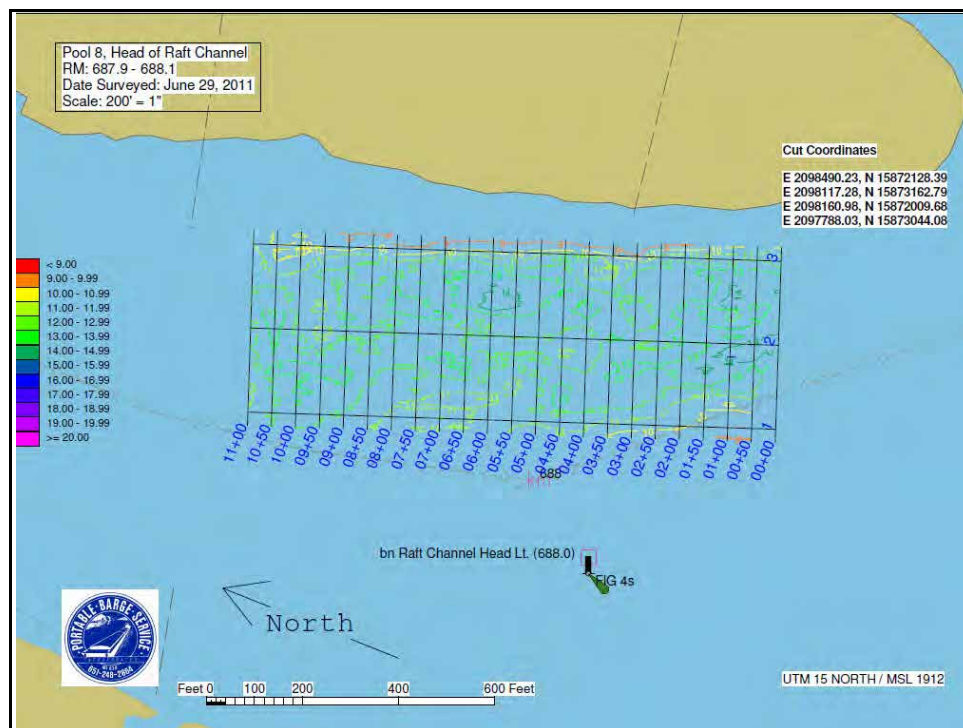 Pool 8, Head of Raft Channel
RM: 687.9 - 688.1
Date Surveyed: June 29, 2011
Scale: 200' = 1"
Cut Coordinates
E 2098490.23, N 15872128.39
E 2098117.28, N 15873162.79
E 2098160.98, N 15872009.68
E 2097788.03, N 15873044.08
< 9.00
9.00 - 9.99
10.00 - 10.99
11.00 - 11.99
12.00 - 12.99
13.00 - 13.99
14.00 - 14.99
15.00 - 15.99
16.00 - 16.99
17.00 - 17.99
18.00 - 18.99
19.00 - 19.99
>= 20.00
3
2
1
11+00
10+50
10+00
09+50
09+00
08+50
08+00
07+50
07+00
06+50
06+00
05+50
05+00
04+50
04+00
03+50
03+00
02+50
02+00
01+50
01+00
00+50
00+00
688
bn Raft Channel Head Lt. (688.0)
FlG 4s
North
PORTABLE·BARGE·SERVICE
651-248-2864
Feet 0 100 200 400 600 Feet
UTM 15 NORTH / MSL 1912